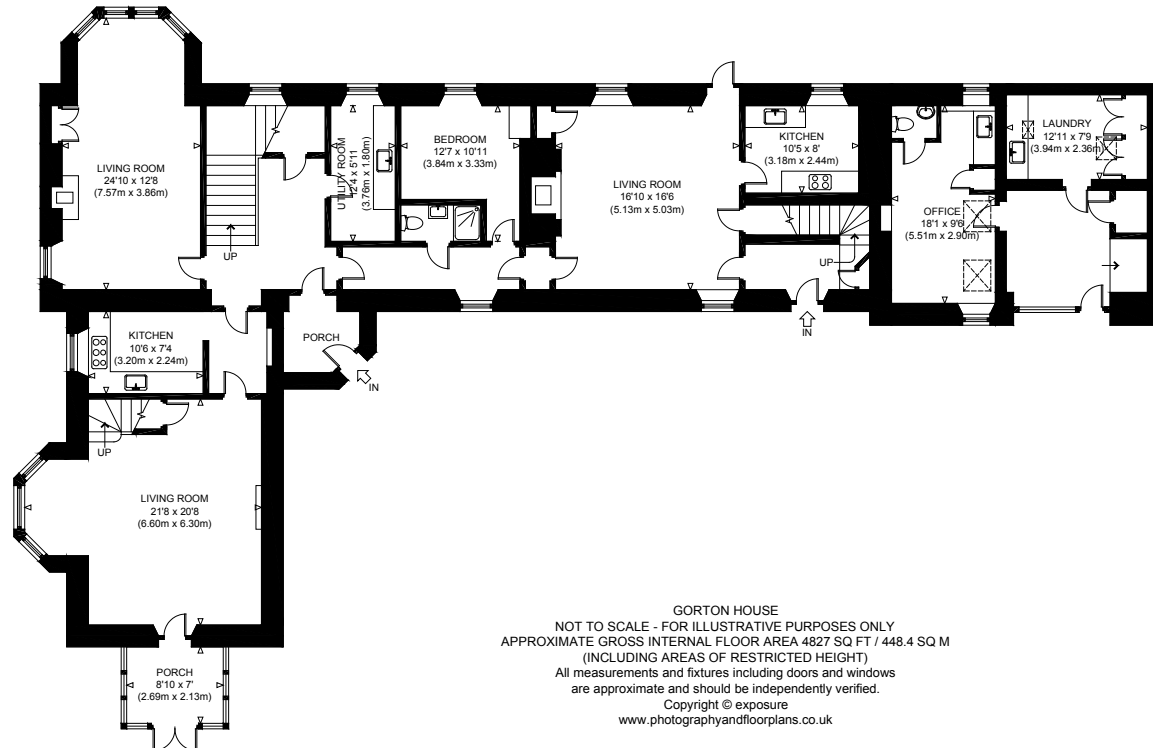 LIVING ROOM
24'10 x 12'8
(7.57m x 3.86m)
UP
UTILITY ROOM
12'4 x 5'11
(3.76m x 1.80m)
BEDROOM
12'7 x 10'11
(3.84m x 3.33m)
LIVING ROOM
16'10 x 16'6
(5.13m x 5.03m)
KITCHEN
10'5 x 8'
(3.18m x 2.44m)
UP
IN
OFFICE
18'1 x 9'6
(5.51m x 2.90m)
LAUNDRY
12'11 x 7'9
(3.94m x 2.36m)
KITCHEN
10'6 x 7'4
(3.20m x 2.24m)
PORCH
IN
UP
LIVING ROOM
21'8 x 20'8
(6.60m x 6.30m)
PORCH
8'10 x 7'
(2.69m x 2.13m)
GORTON HOUSE
NOT TO SCALE - FOR ILLUSTRATIVE PURPOSES ONLY
APPROXIMATE GROSS INTERNAL FLOOR AREA 4827 SQ FT / 448.4 SQ M
(INCLUDING AREAS OF RESTRICTED HEIGHT)
All measurements and fixtures including doors and windows
are approximate and should be independently verified.
Copyright © exposure
www.photographyandfloorplans.co.uk